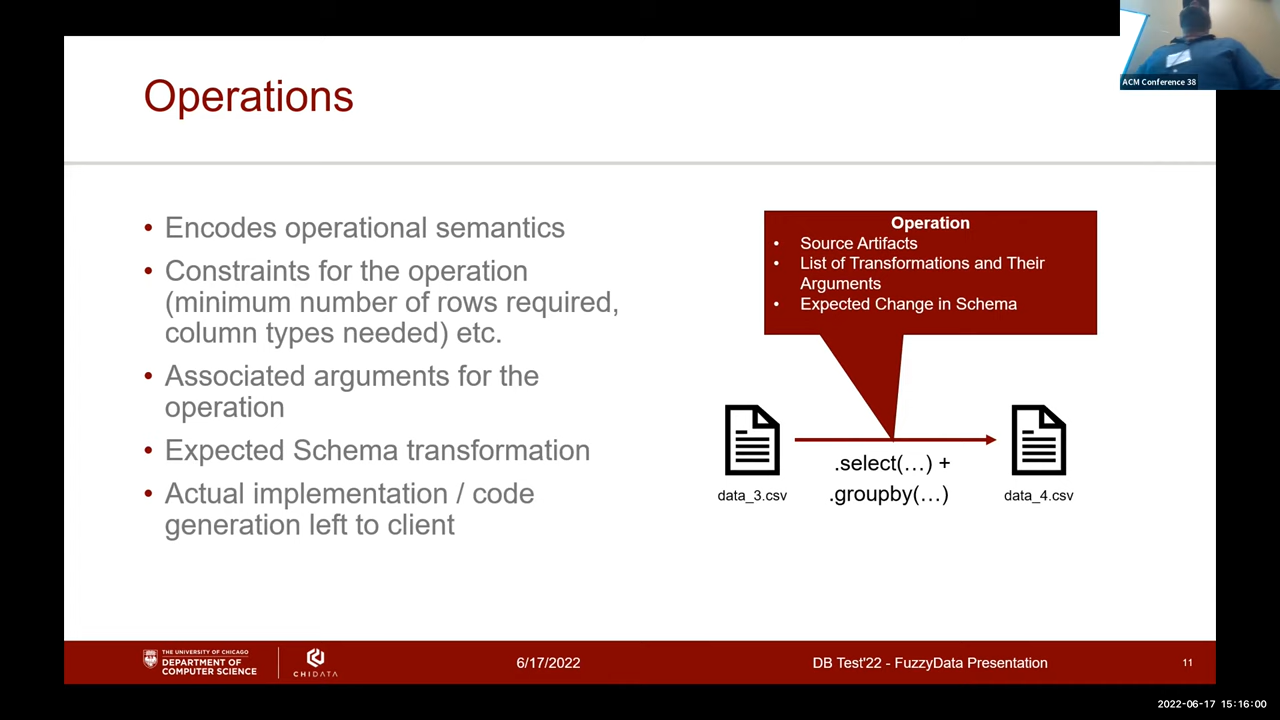 ACM Conference 38
Operations
• Encodes operational semantics
• Constraints for the operation
(minimum number of rows required,
column types needed) etc.
• Associated arguments for the
operation
• Expected Schema transformation
• Actual implementation / code
generation left to client
Operation
• Source Artifacts
• List of Transformations and Their
Arguments
• Expected Change in Schema
.select(…) +
.groupby(…)
data_3.csv
data_4.csv
THE UNIVERSITY OF CHICAGO
DEPARTMENT OF
COMPUTER SCIENCE
CHIDATA
6/17/2022
DB Test'22 - FuzzyData Presentation
11
2022-06-17 15:16:00